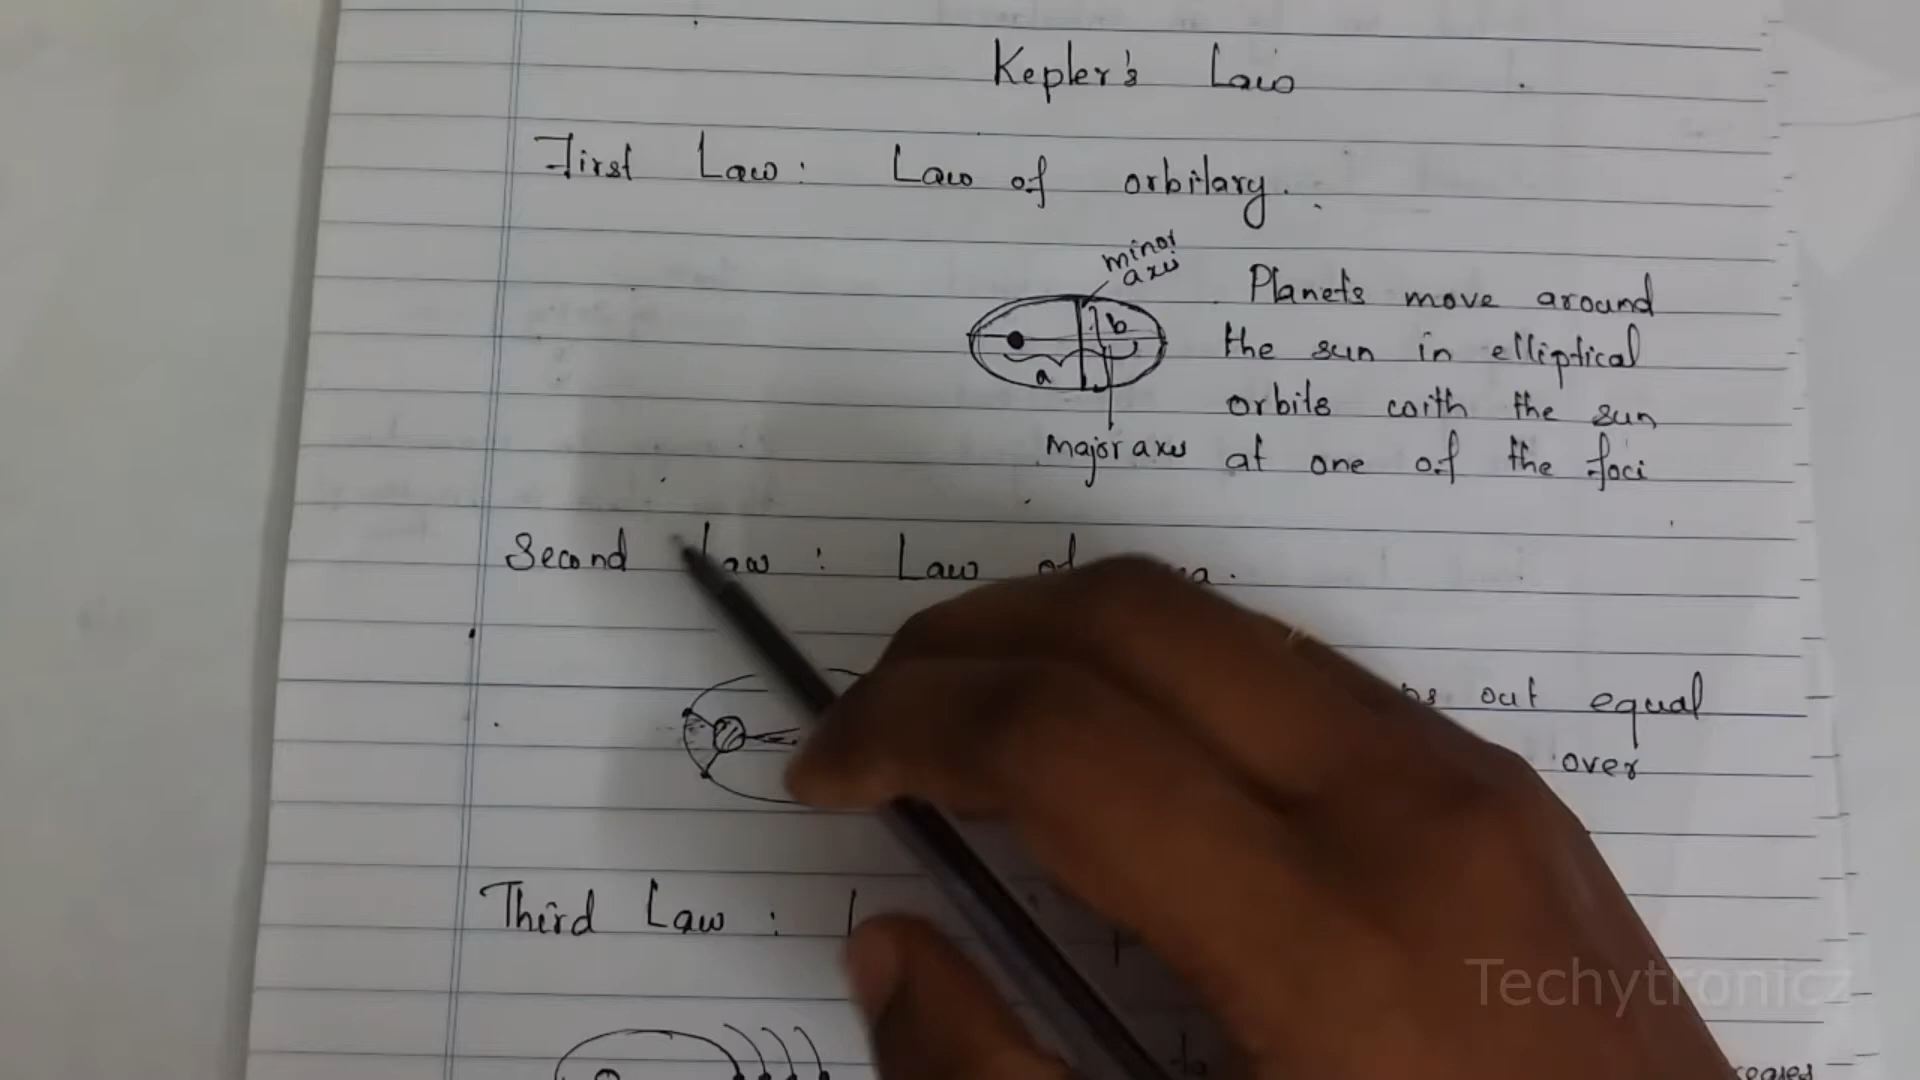 Kepler's Law
First Law: Law of orbitary.
minor
axis
Planets move around
b
the sun in elliptical
a
orbits with the sun
Major axis at one of the foci
Second Law : Law of
out equal
over
Third Law :
Techytronicz